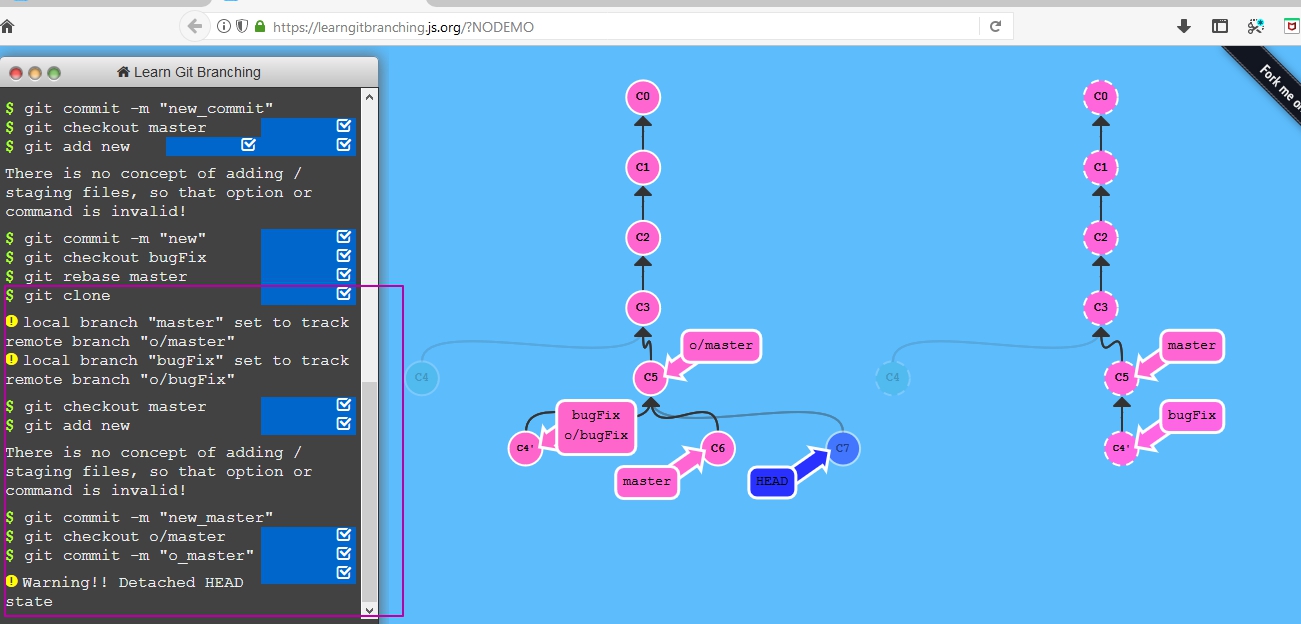 https://learngitbranching.js.org/?NODEMO
Learn Git Branching
$ git commit -m "new_commit"
$ git checkout master
$ git add new
There is no concept of adding /
staging files, so that option or
command is invalid!
$ git commit -m "new"
$ git checkout bugFix
$ git rebase master
$ git clone
! local branch "master" set to track
remote branch "o/master"
! local branch "bugFix" set to track
remote branch "o/bugFix"
$ git checkout master
$ git add new
There is no concept of adding /
staging files, so that option or
command is invalid!
$ git commit -m "new_master"
$ git checkout o/master
$ git commit -m "o_master"
! Warning!! Detached HEAD
state
C0
C1
C2
C3
o/master
C4
C5
bugFix
o/bugFix
C4'
C6
C7
master
HEAD
C0
C1
C2
C3
master
C4
C5
bugFix
C4'
Fork me o